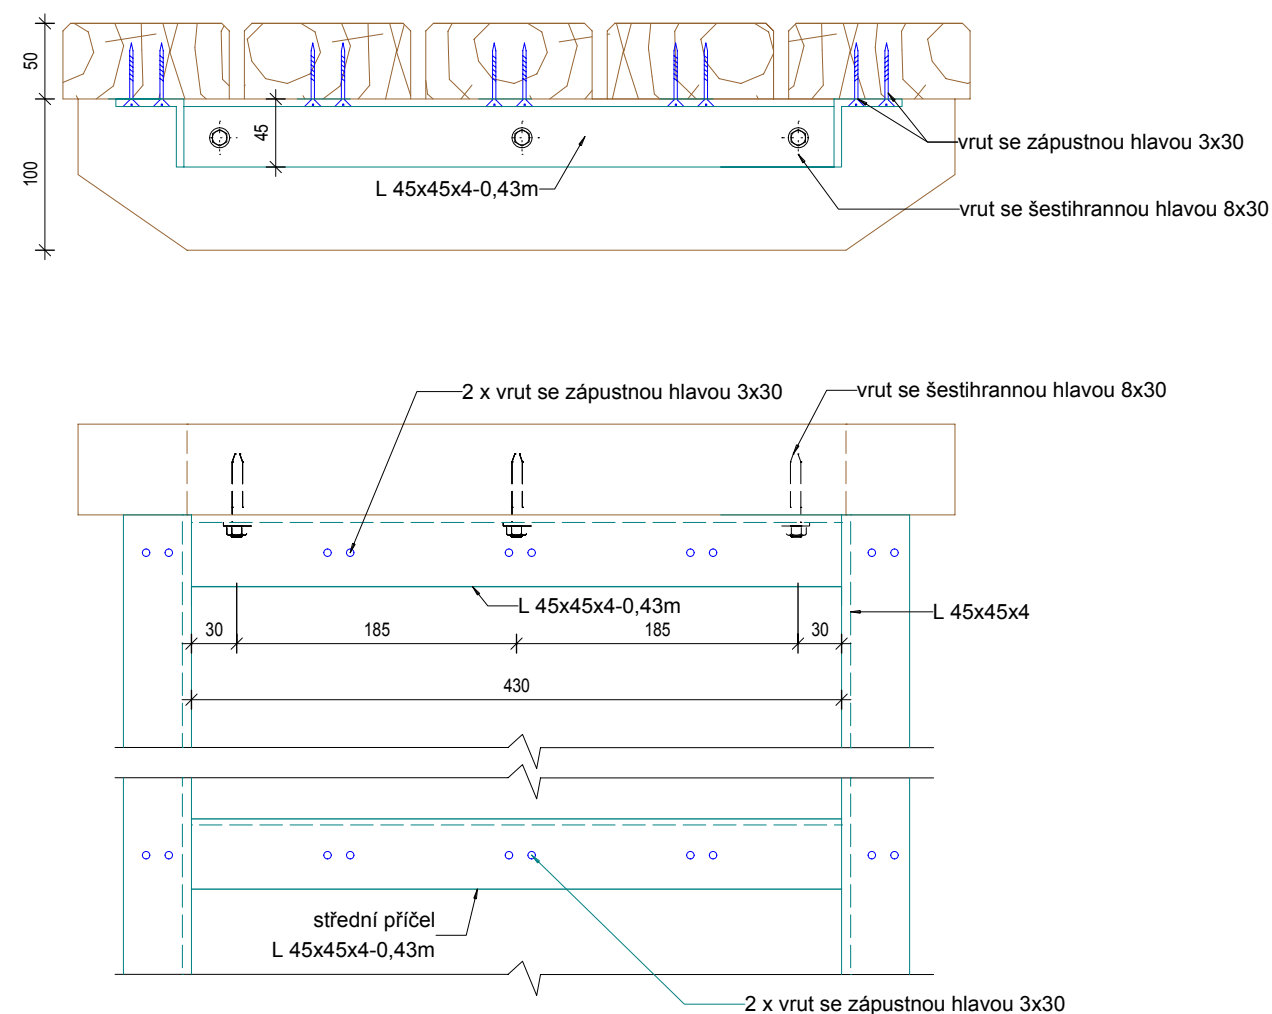 50
100
45
L 45x45x4-0,43m
vrut se zápustnou hlavou 3x30
vrut se šestihrannou hlavou 8x30
2 x vrut se zápustnou hlavou 3x30
vrut se šestihrannou hlavou 8x30
L 45x45x4-0,43m
L 45x45x4
30
185
185
30
430
střední příčel
L 45x45x4-0,43m
2 x vrut se zápustnou hlavou 3x30